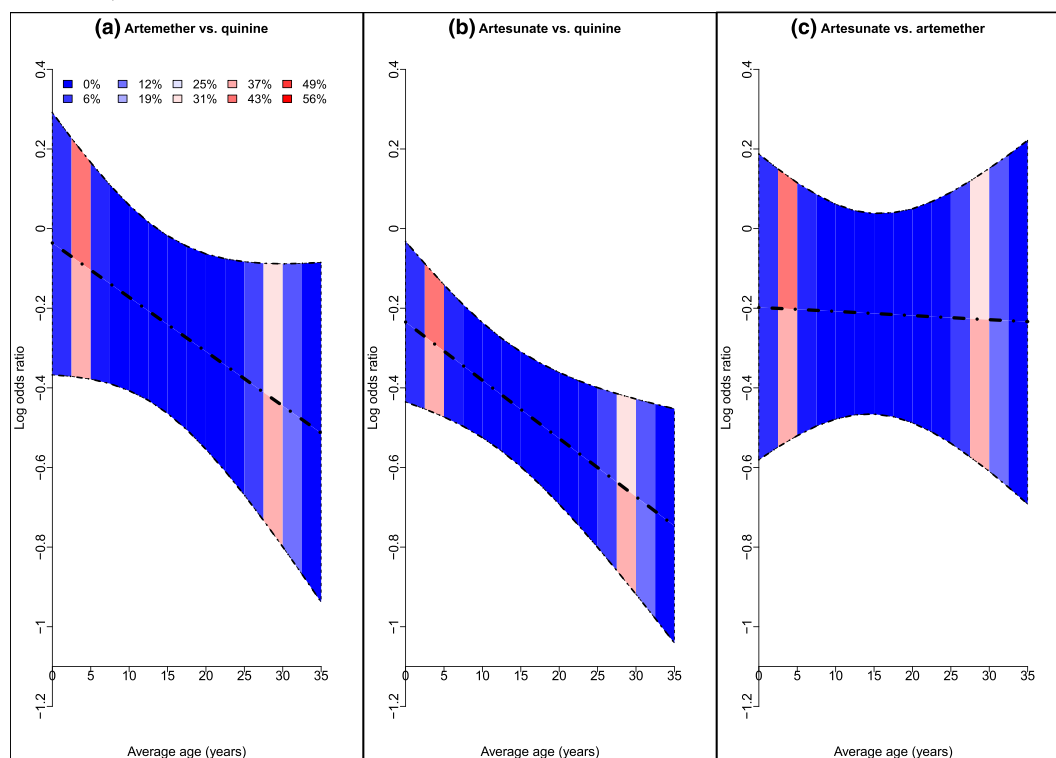 (a) Artemether vs. quinine
0% 12% 25% 37% 49%
6% 19% 31% 43% 56%
0.4
0.2
0
−0.2
−0.4
−0.6
−0.8
−1
−1.2
Log odds ratio
0 5 10 15 20 25 30 35
Average age (years)
(b) Artesunate vs. quinine
0.4
0.2
0
−0.2
−0.4
−0.6
−0.8
−1
−1.2
Log odds ratio
0 5 10 15 20 25 30 35
Average age (years)
(c) Artesunate vs. artemether
0.4
0.2
0
−0.2
−0.4
−0.6
−0.8
−1
−1.2
Log odds ratio
0 5 10 15 20 25 30 35
Average age (years)